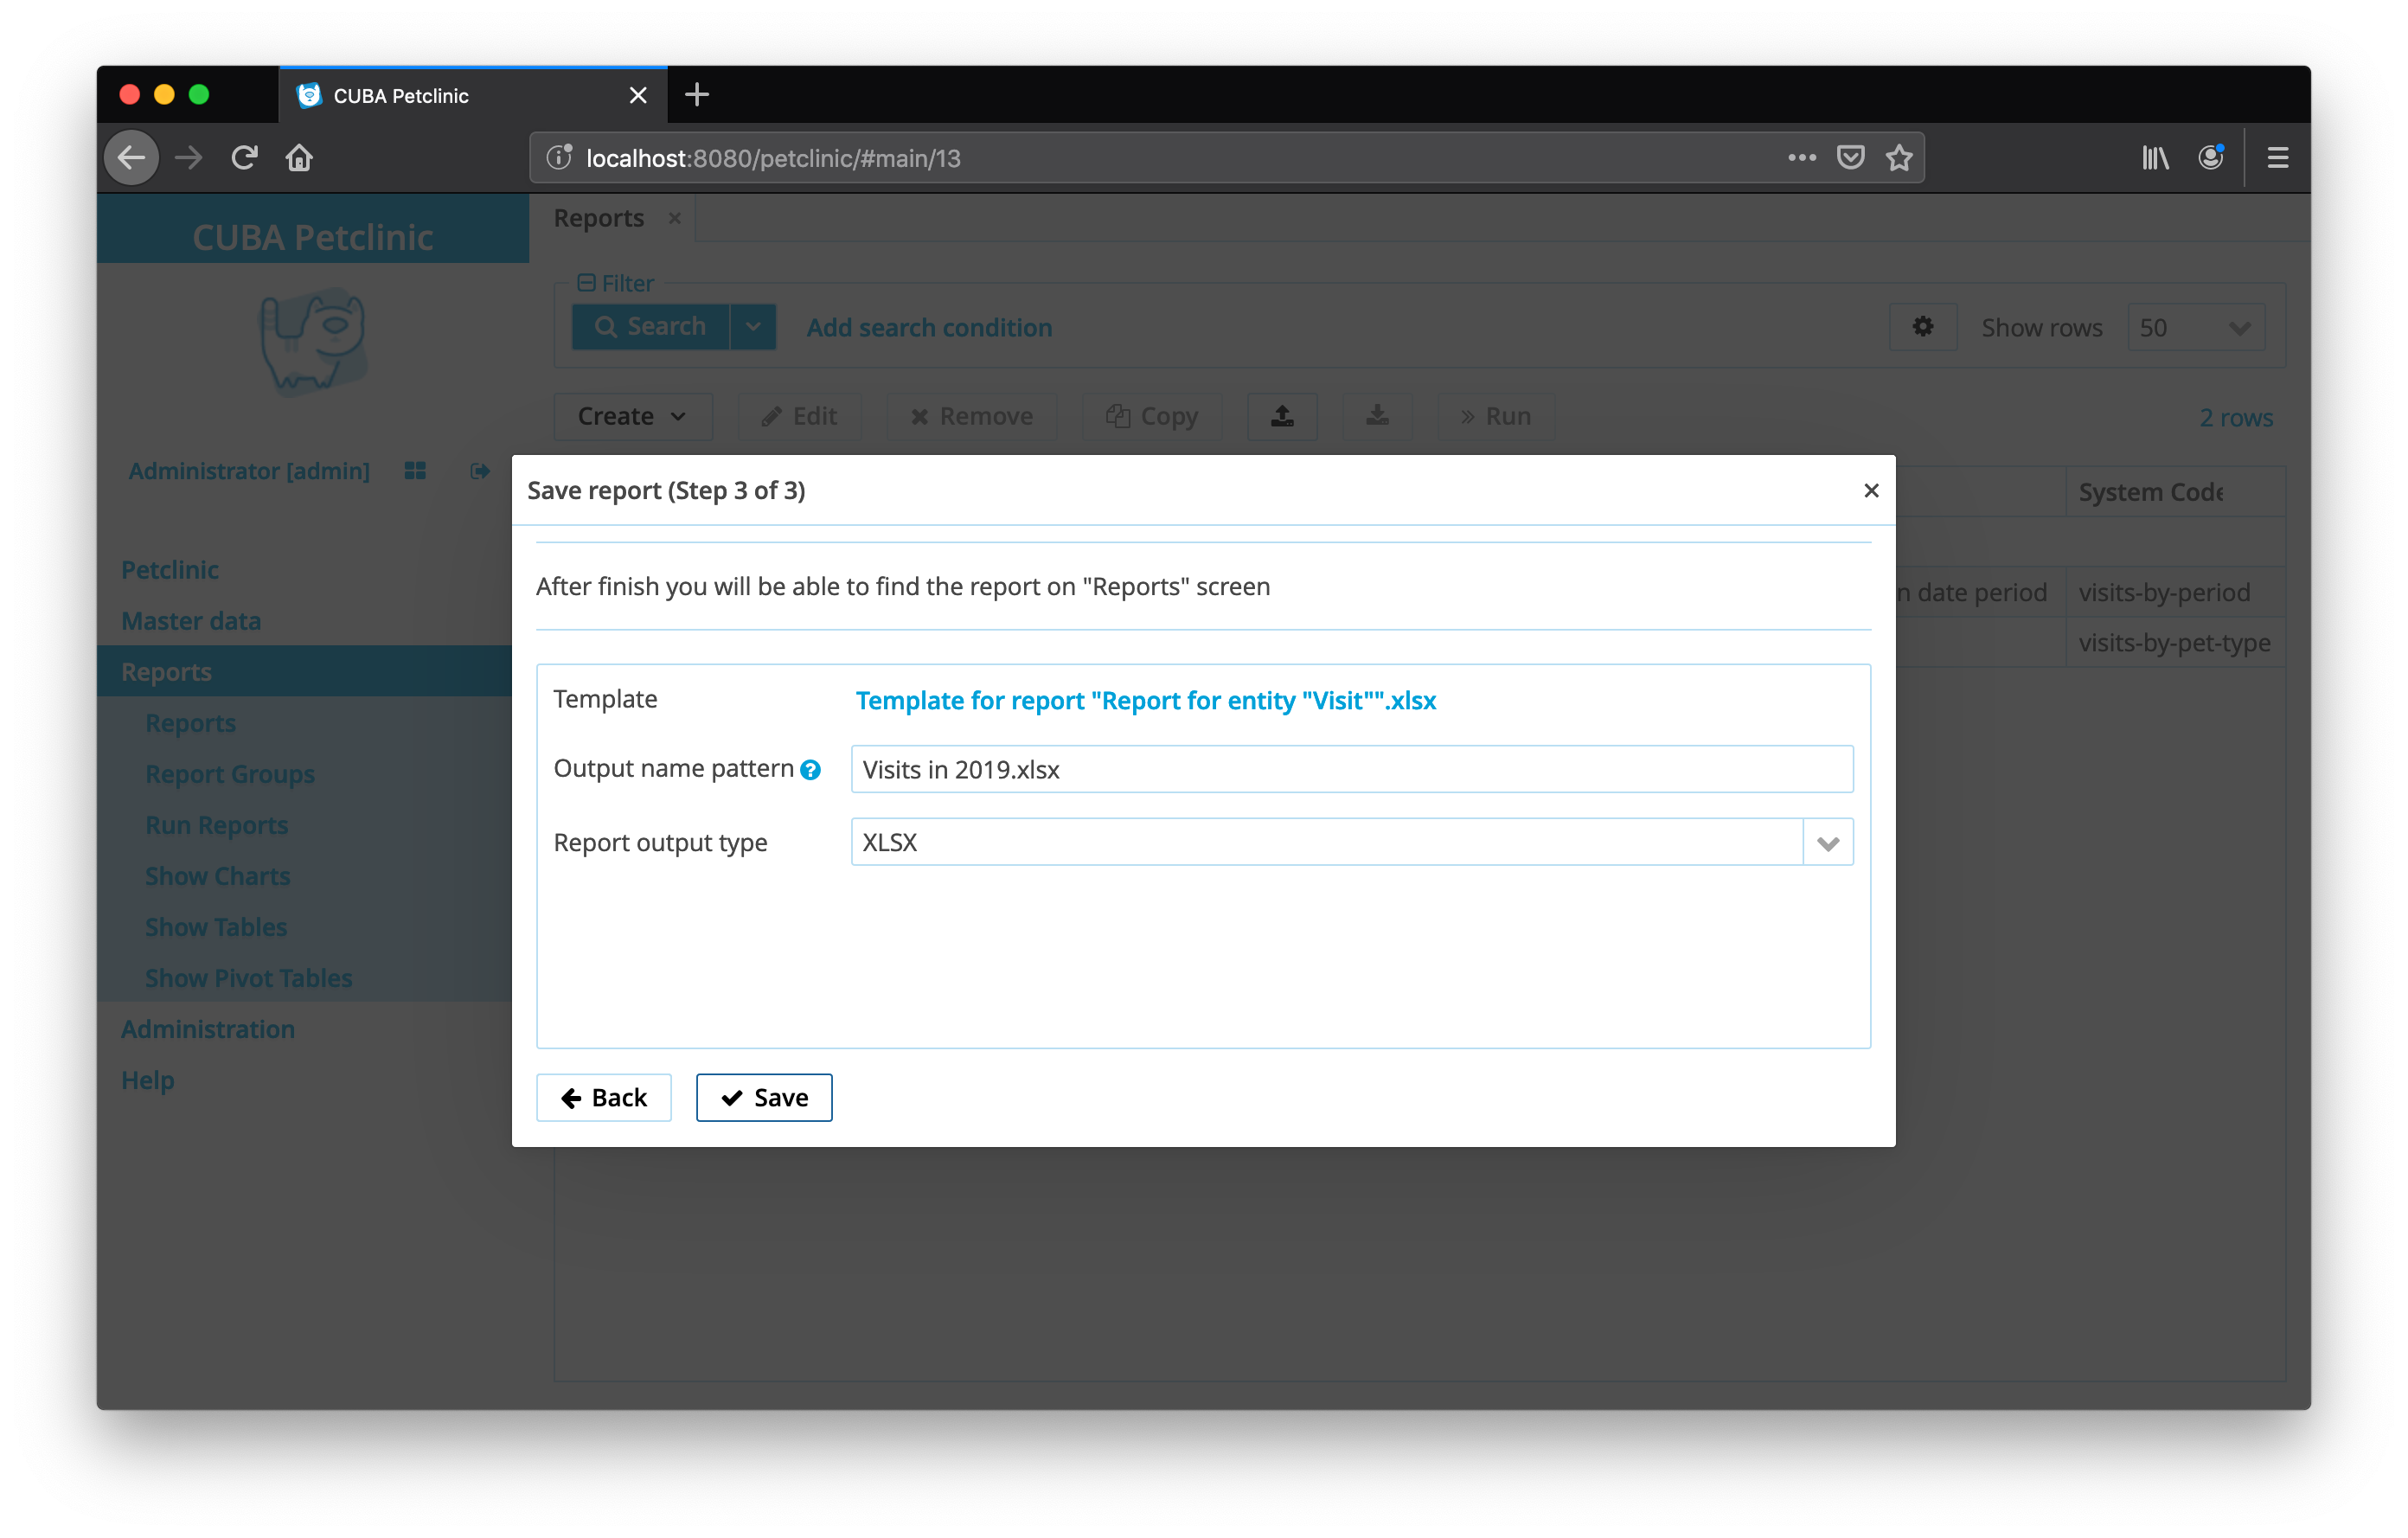 CUBA Petclinic
localhost:8080/petclinic/#main/13
CUBA Petclinic
Administrator [admin]
Petclinic
Master data
Reports
Reports
Report Groups
Run Reports
Show Charts
Show Tables
Show Pivot Tables
Administration
Help
Reports
Filter
Search Add search condition Show rows 50
Create Edit Remove Copy Run 2 rows
System Code
n date period visits-by-period
visits-by-pet-type
Save report (Step 3 of 3)
After finish you will be able to find the report on "Reports" screen
Template Template for report "Report for entity "Visit"".xlsx
Output name pattern ? Visits in 2019.xlsx
Report output type XLSX
Back Save